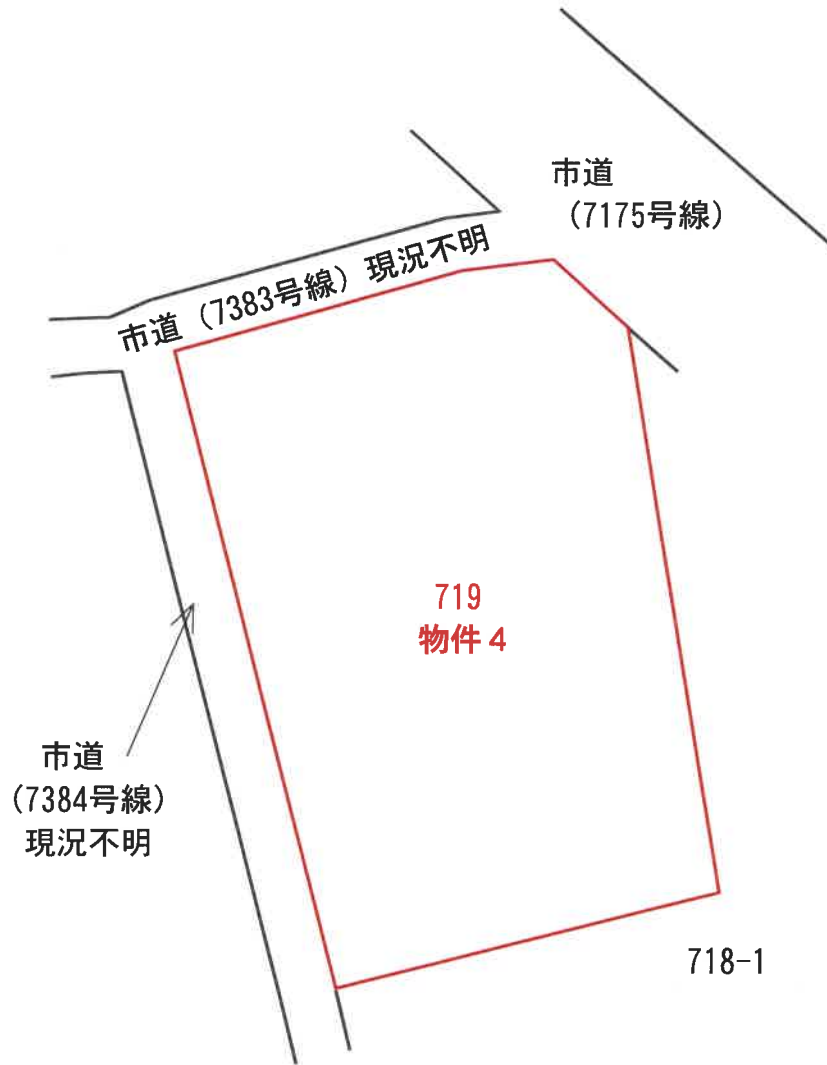 市道
（7175号線）
市道（7383号線）現況不明
719
物件４
市道
（7384号線）
現況不明
718-1